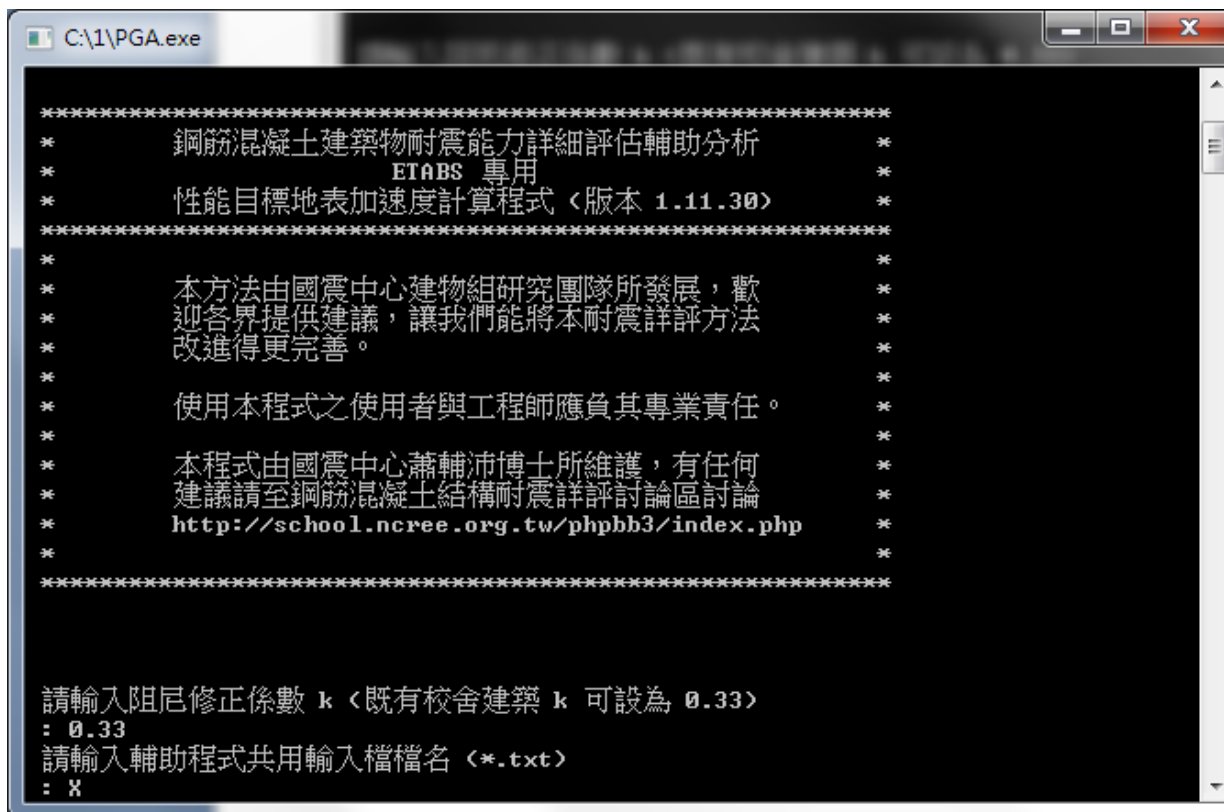 C:\1\PGA.exe
**********************************************************
* 鋼筋混凝土建築物耐震能力詳細評估輔助分析 *
* ETABS 專用 *
* 性能目標地表加速度計算程式 (版本 1.11.30) *
**********************************************************
* *
* 本方法由國震中心建物組研究團隊所發展，歡 *
* 迎各界提供建議，讓我們能將本耐震詳評方法 *
* 改進得更完善。 *
* *
* 使用本程式之使用者與工程師應負其專業責任。 *
* *
* 本程式由國震中心蕭輔沛博士所維護，有任何 *
* 建議請至鋼筋混凝土結構耐震詳評討論區討論 *
* http://school.ncree.org.tw/phpbb3/index.php *
* *
**********************************************************
請輸入阻尼修正係數 k (既有校舍建築 k 可設為 0.33)
: 0.33
請輸入輔助程式共用輸入檔檔名 (*.txt)
: X